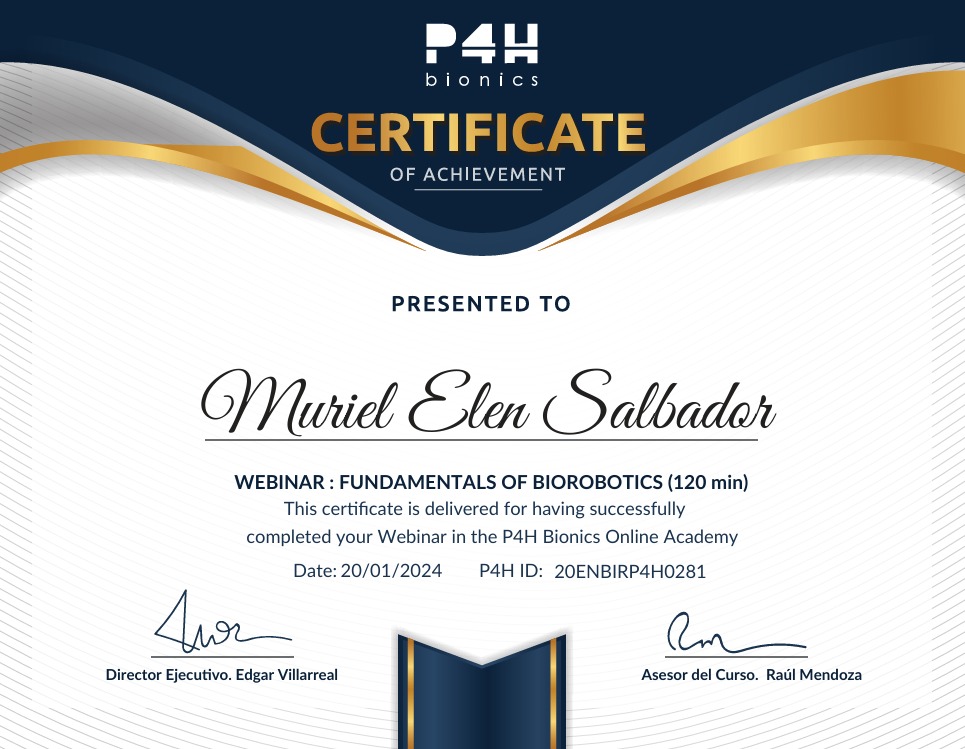 P4H
bionics
CERTIFICATE
OF ACHIEVEMENT
PRESENTED TO
Muriel Elen Salbador
WEBINAR : FUNDAMENTALS OF BIOROBOTICS (120 min)
This certificate is delivered for having successfully
completed your Webinar in the P4H Bionics Online Academy
Date: 20/01/2024 P4H ID: 20ENBIRP4H0281
Director Ejecutivo. Edgar Villarreal Asesor del Curso. Raúl Mendoza